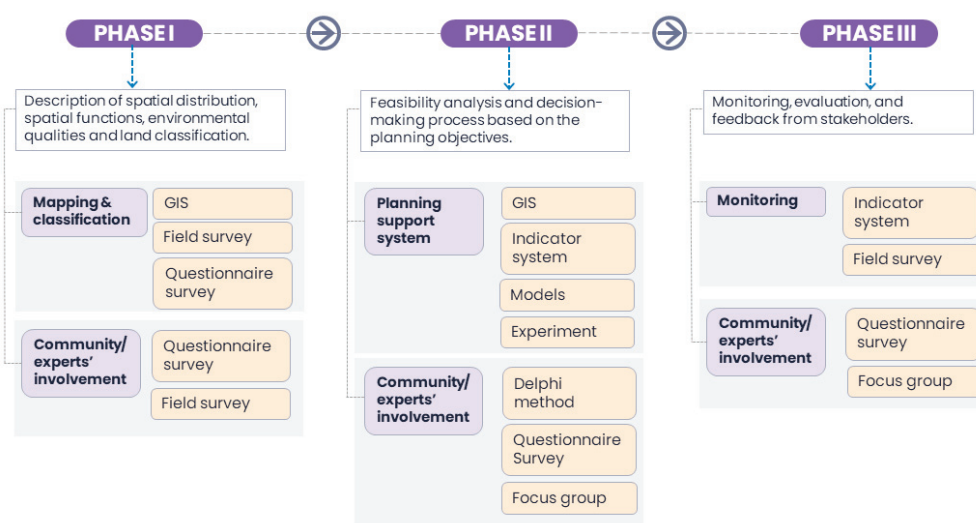 PHASE I
Description of spatial distribution,
spatial functions, environmental
qualities and land classification.
Mapping &
classification
GIS
Field survey
Questionnaire
survey
Community/
experts'
involvement
Questionnaire
survey
Field survey
PHASE II
Feasibility analysis and decision-
making process based on the
planning objectives.
Planning
support
system
GIS
Indicator
system
Models
Experiment
Community/
experts'
involvement
Delphi
method
Questionnaire
Survey
Focus group
PHASE III
Monitoring, evaluation, and
feedback from stakeholders.
Monitoring
Indicator
system
Field survey
Community/
experts'
involvement
Questionnaire
survey
Focus group